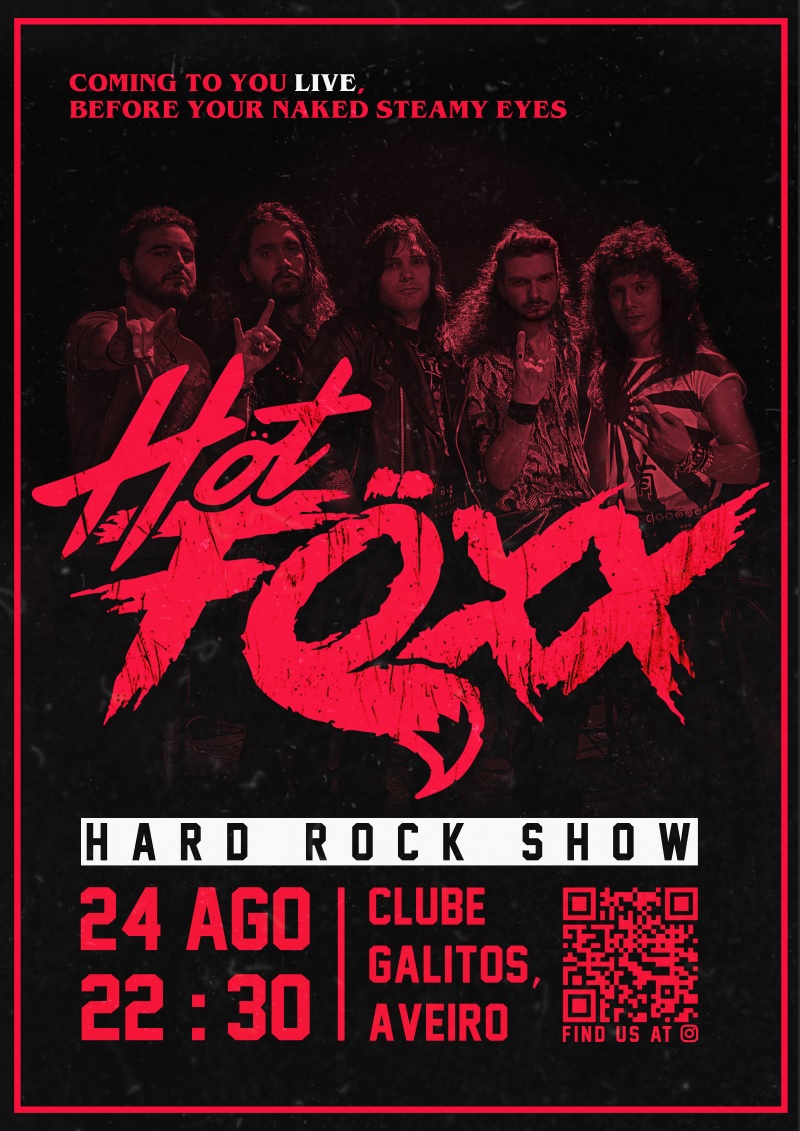 COMING TO YOU LIVE,
BEFORE YOUR NAKED STEAMY EYES
有
Höt
FÖXX
HARD ROCK SHOW
24 AGO
22:30
CLUBE
GALITOS,
AVEIRO
FIND US AT